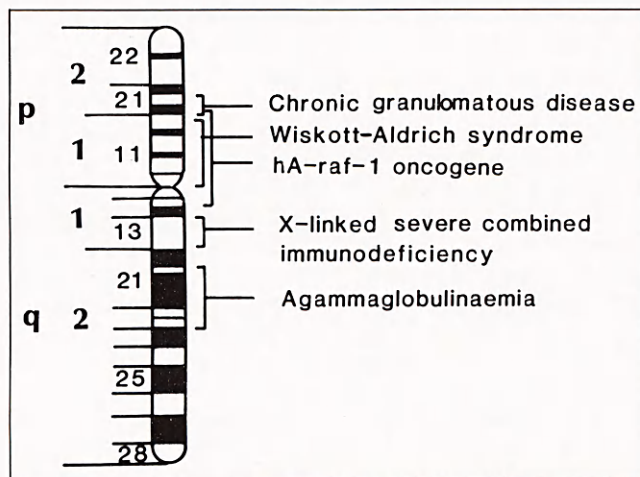 22
2
21
Chronic granulomatous disease
p
Wiskott-Aldrich syndrome
1
11
hA-raf-1 oncogene
1
13
X-linked severe combined
immunodeficiency
21
Agammaglobulinaemia
q
2
25
28